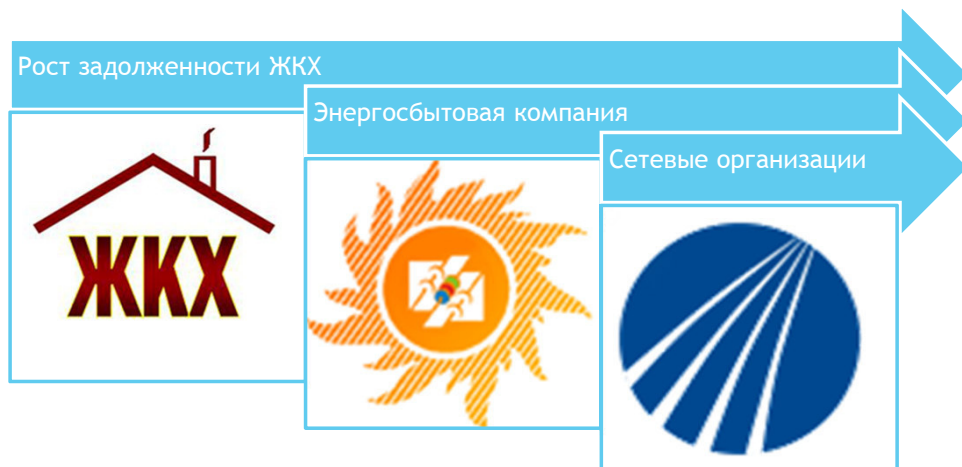 Рост задолженности ЖКХ
Энергосбытовая компания
Сетевые организации
ЖКХ